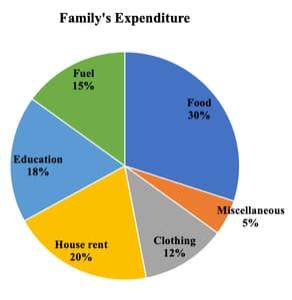 Family's Expenditure
Fuel
15%
Food
30%
Education
18%
Miscellaneous
5%
House rent
20%
Clothing
12%